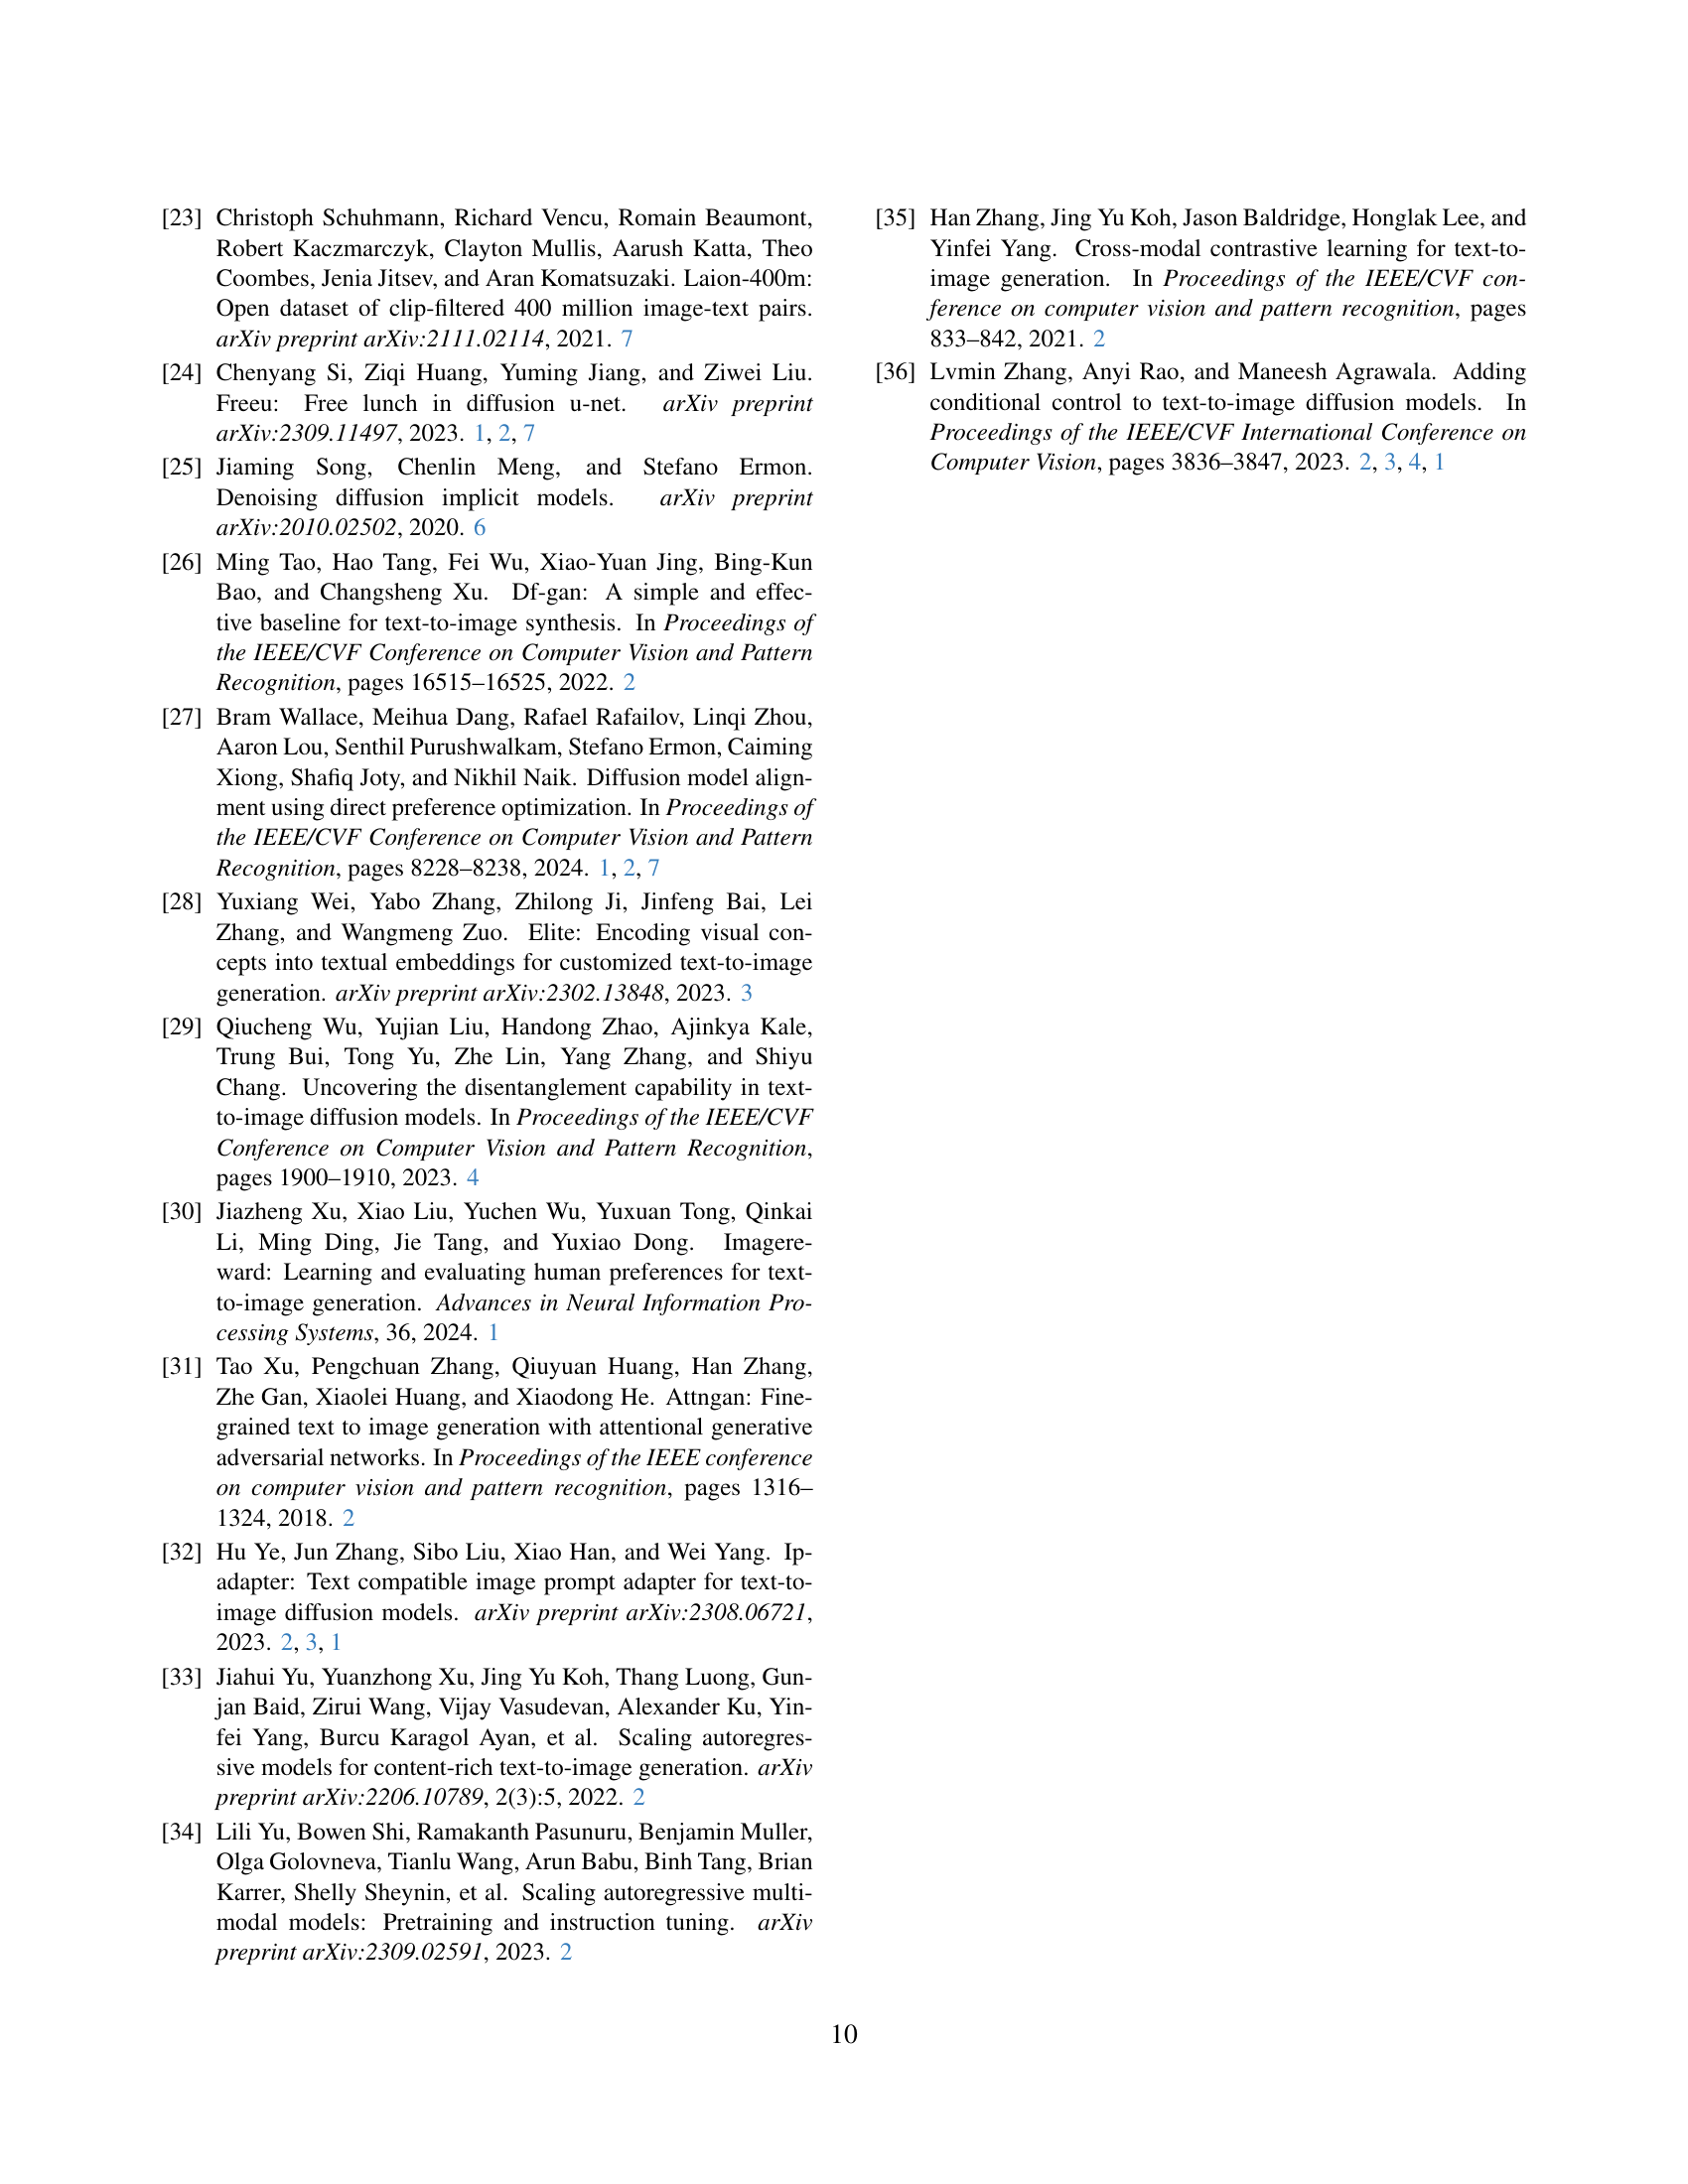 [23] Christoph Schuhmann, Richard Vencu, Romain Beaumont,
Robert Kaczmarczyk, Clayton Mullis, Aarush Katta, Theo
Coombes, Jenia Jitsev, and Aran Komatsuzaki. Laion-400m:
Open dataset of clip-filtered 400 million image-text pairs.
arXiv preprint arXiv:2111.02114, 2021. 7
[24] Chenyang Si, Ziqi Huang, Yuming Jiang, and Ziwei Liu.
Freeu: Free lunch in diffusion u-net. arXiv preprint
arXiv:2309.11497, 2023. 1, 2, 7
[25] Jiaming Song, Chenlin Meng, and Stefano Ermon.
Denoising diffusion implicit models. arXiv preprint
arXiv:2010.02502, 2020. 6
[26] Ming Tao, Hao Tang, Fei Wu, Xiao-Yuan Jing, Bing-Kun
Bao, and Changsheng Xu. Df-gan: A simple and effec-
tive baseline for text-to-image synthesis. In Proceedings of
the IEEE/CVF Conference on Computer Vision and Pattern
Recognition, pages 16515–16525, 2022. 2
[27] Bram Wallace, Meihua Dang, Rafael Rafailov, Linqi Zhou,
Aaron Lou, Senthil Purushwalkam, Stefano Ermon, Caiming
Xiong, Shafiq Joty, and Nikhil Naik. Diffusion model align-
ment using direct preference optimization. In Proceedings of
the IEEE/CVF Conference on Computer Vision and Pattern
Recognition, pages 8228–8238, 2024. 1, 2, 7
[28] Yuxiang Wei, Yabo Zhang, Zhilong Ji, Jinfeng Bai, Lei
Zhang, and Wangmeng Zuo. Elite: Encoding visual con-
cepts into textual embeddings for customized text-to-image
generation. arXiv preprint arXiv:2302.13848, 2023. 3
[29] Qiucheng Wu, Yujian Liu, Handong Zhao, Ajinkya Kale,
Trung Bui, Tong Yu, Zhe Lin, Yang Zhang, and Shiyu
Chang. Uncovering the disentanglement capability in text-
to-image diffusion models. In Proceedings of the IEEE/CVF
Conference on Computer Vision and Pattern Recognition,
pages 1900–1910, 2023. 4
[30] Jiazheng Xu, Xiao Liu, Yuchen Wu, Yuxuan Tong, Qinkai
Li, Ming Ding, Jie Tang, and Yuxiao Dong. Imagere-
ward: Learning and evaluating human preferences for text-
to-image generation. Advances in Neural Information Pro-
cessing Systems, 36, 2024. 1
[31] Tao Xu, Pengchuan Zhang, Qiuyuan Huang, Han Zhang,
Zhe Gan, Xiaolei Huang, and Xiaodong He. Attngan: Fine-
grained text to image generation with attentional generative
adversarial networks. In Proceedings of the IEEE conference
on computer vision and pattern recognition, pages 1316–
1324, 2018. 2
[32] Hu Ye, Jun Zhang, Sibo Liu, Xiao Han, and Wei Yang. Ip-
adapter: Text compatible image prompt adapter for text-to-
image diffusion models. arXiv preprint arXiv:2308.06721,
2023. 2, 3, 1
[33] Jiahui Yu, Yuanzhong Xu, Jing Yu Koh, Thang Luong, Gun-
jan Baid, Zirui Wang, Vijay Vasudevan, Alexander Ku, Yin-
fei Yang, Burcu Karagol Ayan, et al. Scaling autoregres-
sive models for content-rich text-to-image generation. arXiv
preprint arXiv:2206.10789, 2(3):5, 2022. 2
[34] Lili Yu, Bowen Shi, Ramakanth Pasunuru, Benjamin Muller,
Olga Golovneva, Tianlu Wang, Arun Babu, Binh Tang, Brian
Karrer, Shelly Sheynin, et al. Scaling autoregressive multi-
modal models: Pretraining and instruction tuning. arXiv
preprint arXiv:2309.02591, 2023. 2
[35] Han Zhang, Jing Yu Koh, Jason Baldridge, Honglak Lee, and
Yinfei Yang. Cross-modal contrastive learning for text-to-
image generation. In Proceedings of the IEEE/CVF con-
ference on computer vision and pattern recognition, pages
833–842, 2021. 2
[36] Lvmin Zhang, Anyi Rao, and Maneesh Agrawala. Adding
conditional control to text-to-image diffusion models. In
Proceedings of the IEEE/CVF International Conference on
Computer Vision, pages 3836–3847, 2023. 2, 3, 4, 1
10